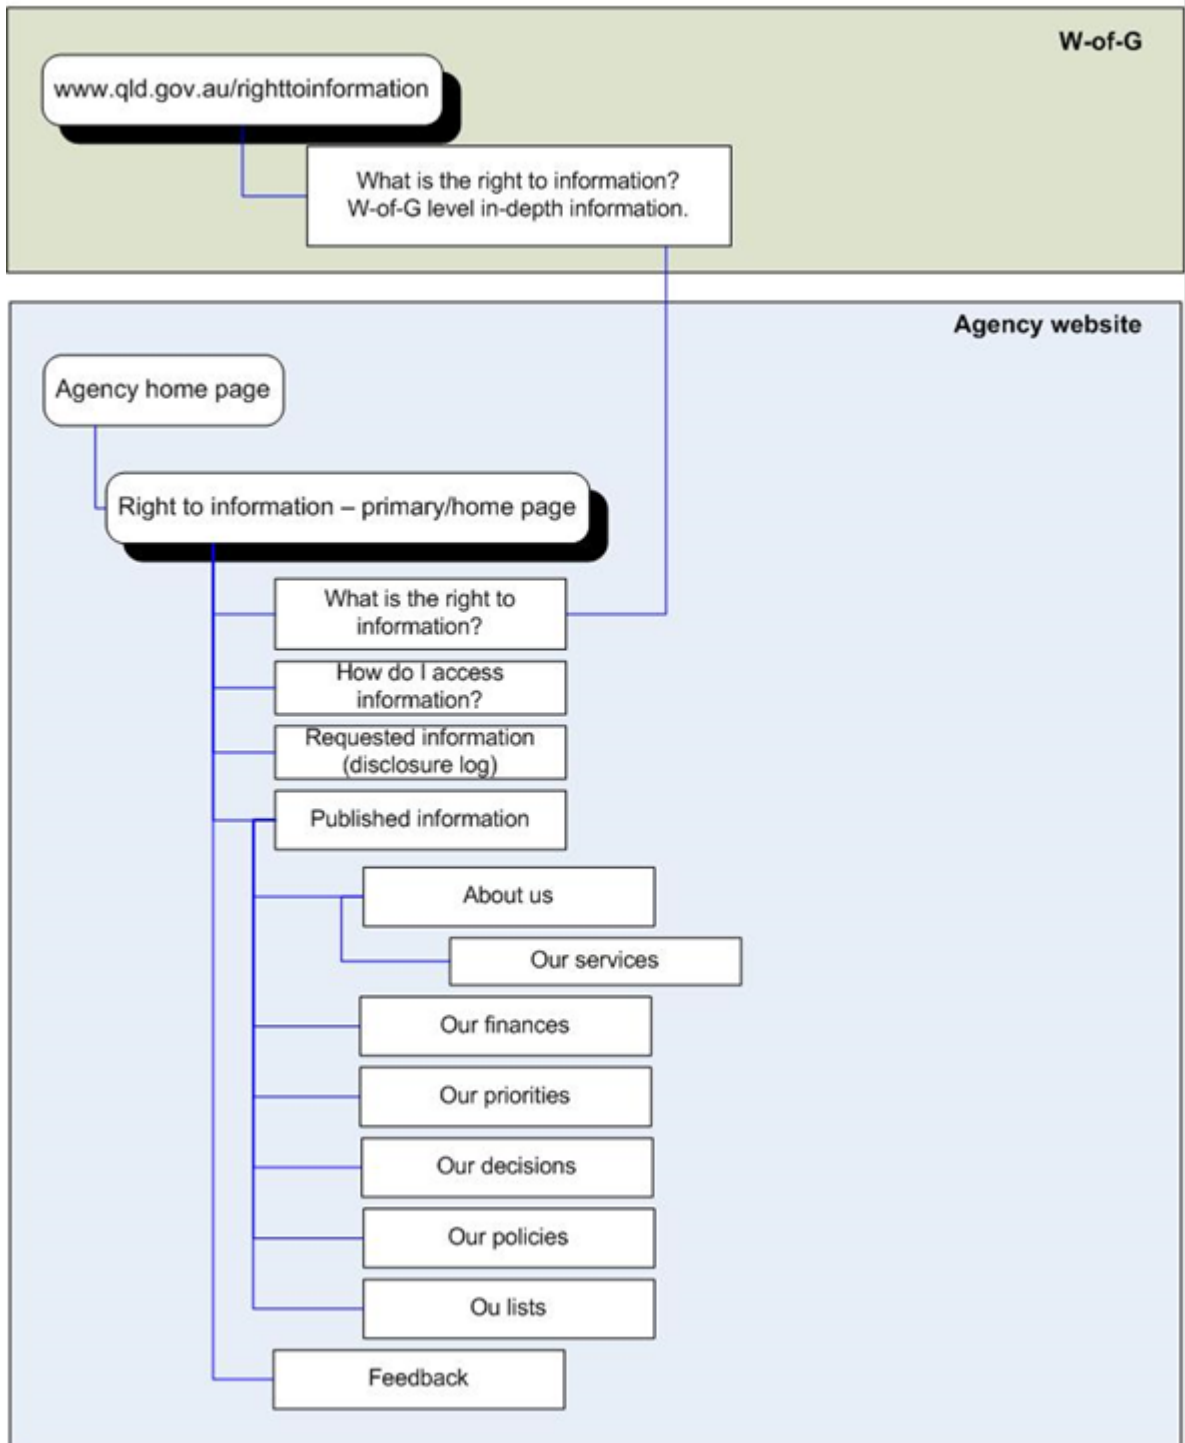 W-of-G
www.qld.gov.au/righttoinformation
What is the right to information?
W-of-G level in-depth information.
Agency website
Agency home page
Right to information – primary/home page
What is the right to
information?
How do I access
information?
Requested information
(disclosure log)
Published information
About us
Our services
Our finances
Our priorities
Our decisions
Our policies
Ou lists
Feedback